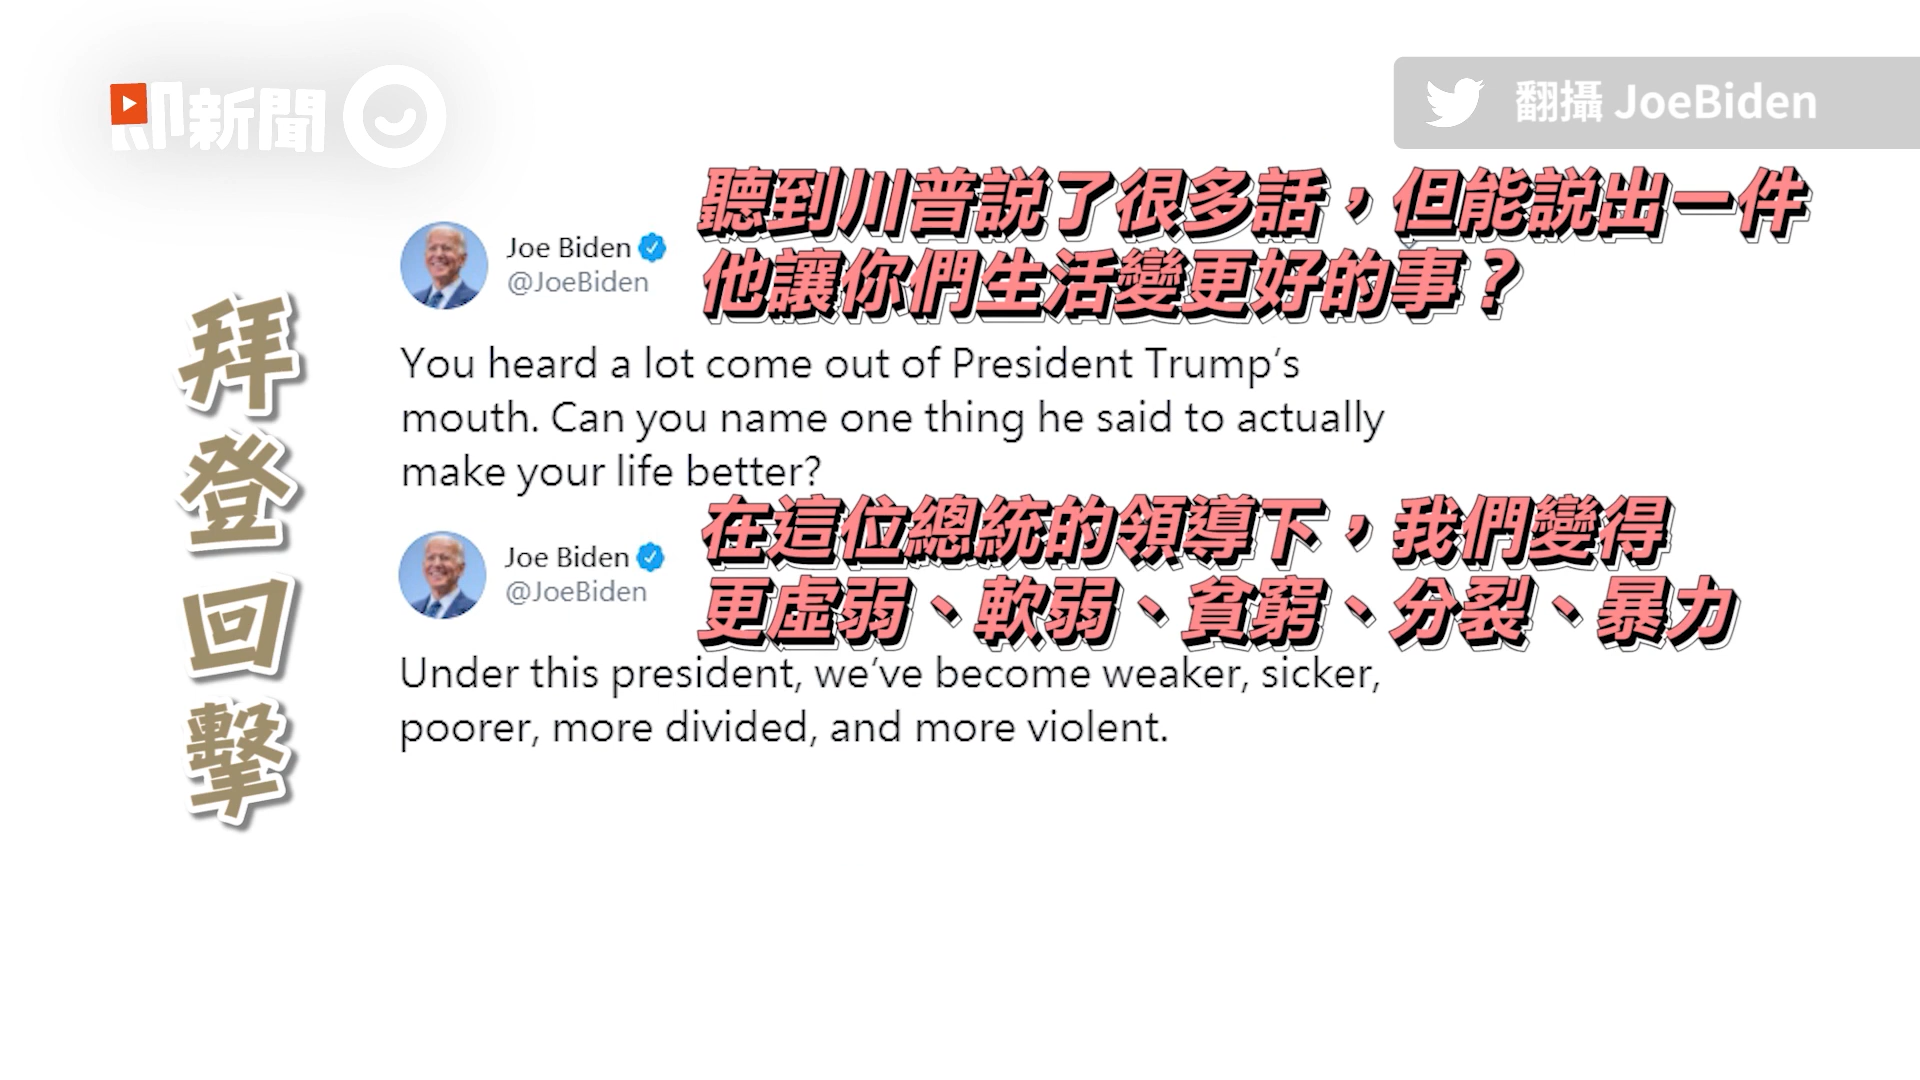 即新聞
翻攝 JoeBiden
拜登回擊
聽到川普說了很多話，但能說出一件
他讓你們生活變更好的事？
Joe Biden
@JoeBiden
You heard a lot come out of President Trump’s
mouth. Can you name one thing he said to actually
make your life better?
在這位總統的領導下，我們變得
更虛弱、軟弱、貧窮、分裂、暴力
Joe Biden
@JoeBiden
Under this president, we’ve become weaker, sicker,
poorer, more divided, and more violent.